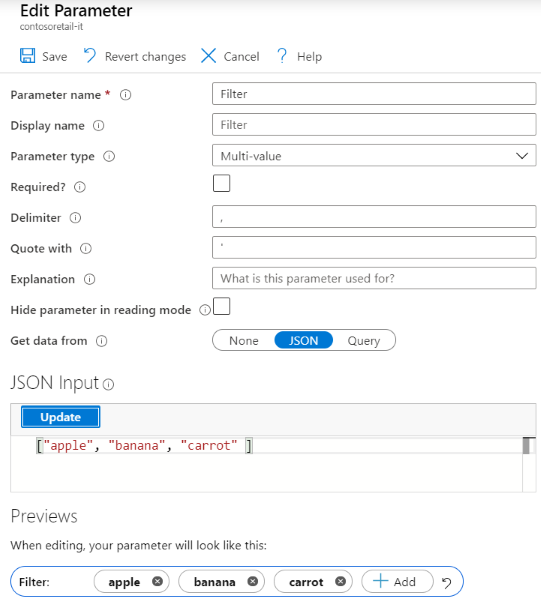 Edit Parameter
contosoretail-it
Save Revert changes Cancel Help
Parameter name * Filter
Display name Filter
Parameter type Multi-value
Required?
Delimiter ,
Quote with '
Explanation What is this parameter used for?
Hide parameter in reading mode
Get data from None JSON Query
JSON Input
Update
["apple", "banana", "carrot" ]
Previews
When editing, your parameter will look like this:
Filter: apple banana carrot Add